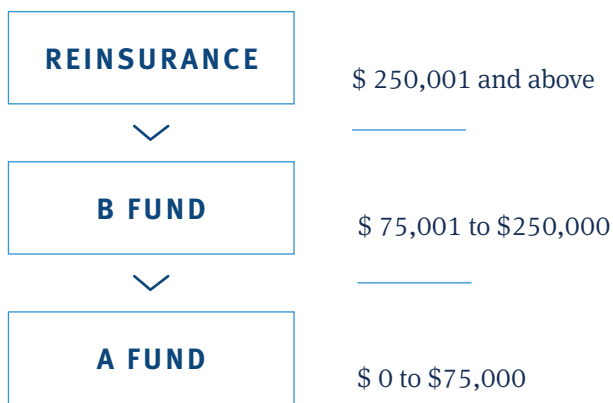 REINSURANCE
$ 250,001 and above
B FUND
$ 75,001 to $250,000
A FUND
$ 0 to $75,000